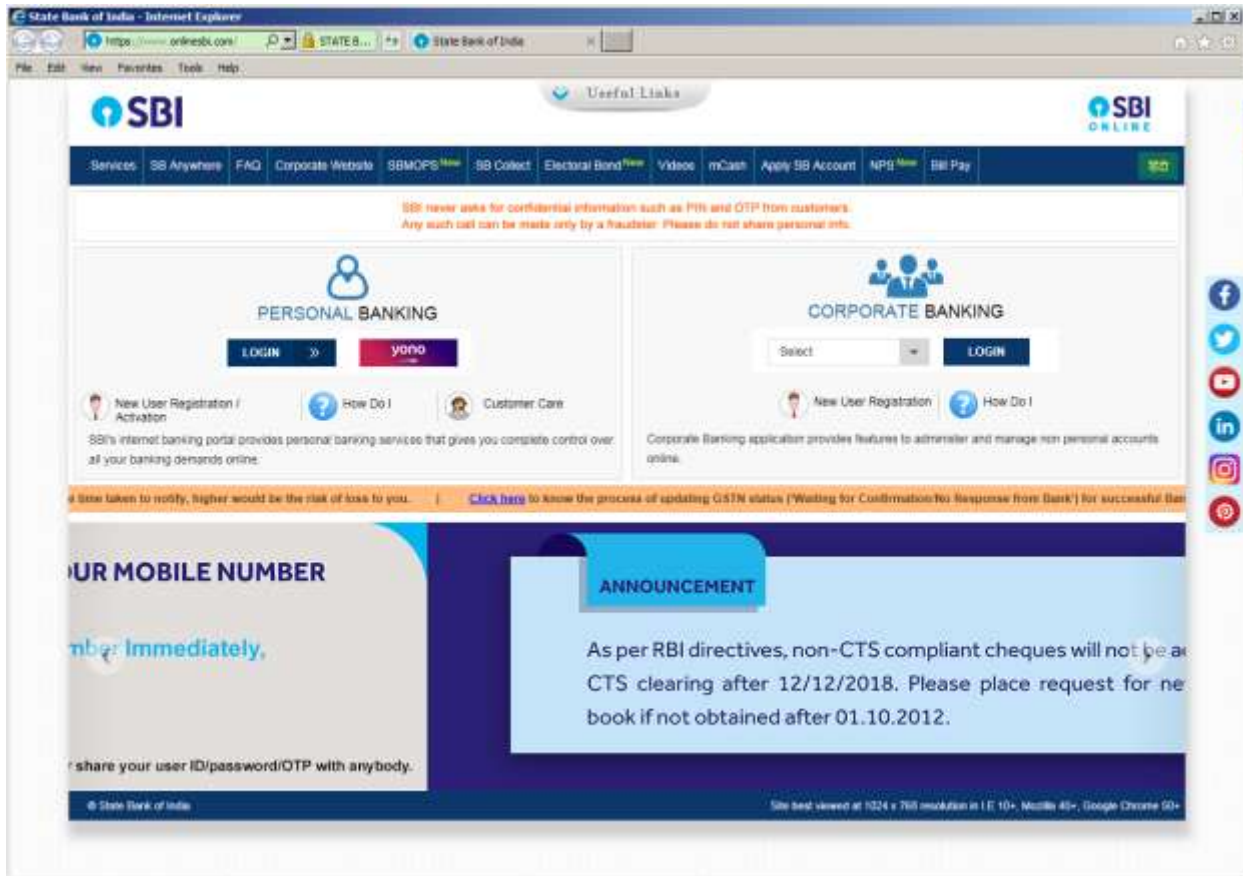 State Bank of India - Internet Explorer
https://www.onlinesbi.com/ STATE B... State Bank of India
File Edit View Favorites Tools Help
SBI
Useful Links
SBI
ONLINE
Services SB Anywhere FAQ Corporate Website SBMOPS New SB Collect Electoral Bond New Videos mCash Apply SB Account NPS New Bill Pay
SBI never asks for confidential information such as PIN and OTP from customers.
Any such call can be made only by a fraudster. Please do not share personal info.
PERSONAL BANKING
LOGIN »
yono
New User Registration /
Activation
How Do I
Customer Care
SBI's internet banking portal provides personal banking services that gives you complete control over
all your banking demands online.
CORPORATE BANKING
Select
LOGIN
New User Registration
How Do I
Corporate Banking application provides features to administer and manage non personal accounts
online.
time taken to notify, higher would be the risk of loss to you. | Click here to know the process of updating GSTN status ('Waiting for Confirmation/No Response from Bank') for successful Ban
UR MOBILE NUMBER
mber Immediately,
share your user ID/password/OTP with anybody.
ANNOUNCEMENT
As per RBI directives, non-CTS compliant cheques will not be a
CTS clearing after 12/12/2018. Please place request for ne
book if not obtained after 01.10.2012.
© State Bank of India
Site best viewed at 1024 x 768 resolution in I.E 10+, Mozilla 40+, Google Chrome 50+